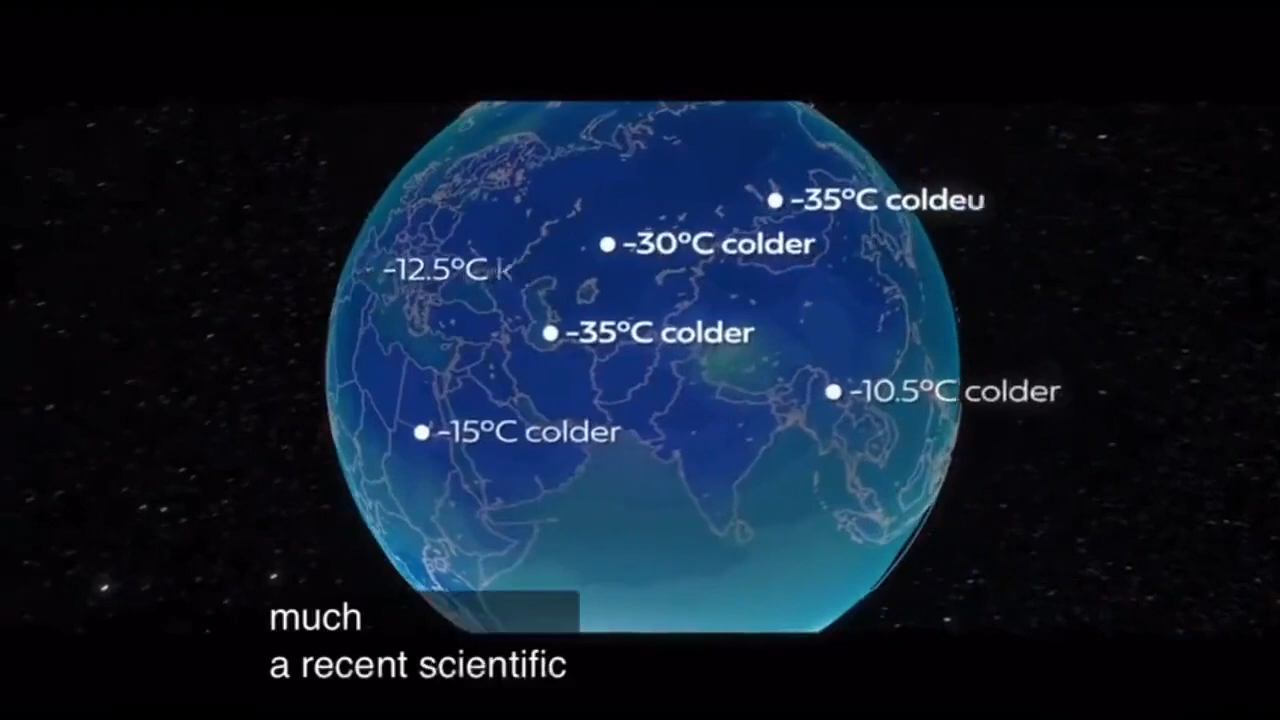 -35°C coldeu
-30°C colder
-12.5°C k
-35°C colder
-10.5°C colder
-15°C colder
much
a recent scientific